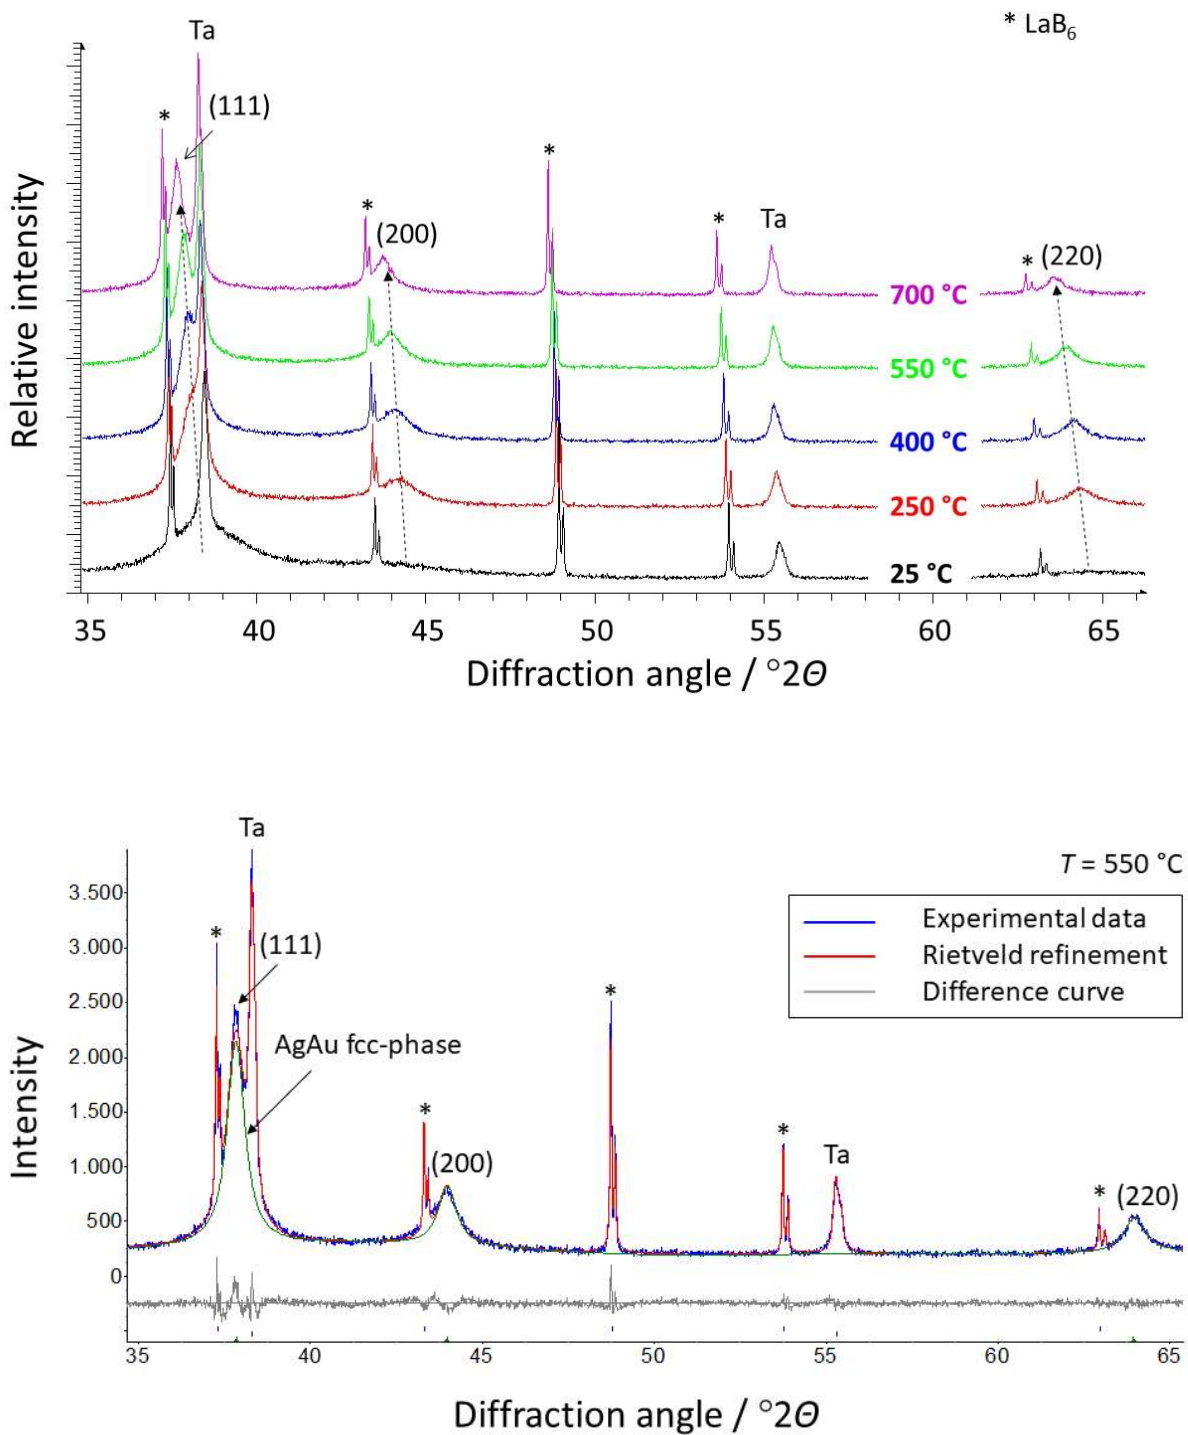 Ta
* LaB6
(111)
*
*
*
(200)
*
Ta
*
(220)
700 °C
550 °C
400 °C
250 °C
25 °C
Relative intensity
35 40 45 50 55 60 65
Diffraction angle / °2Θ
Ta
T = 550 °C
Experimental data
Rietveld refinement
Difference curve
*
(111)
AgAu fcc-phase
*
(200)
*
*
Ta
*
(220)
3.500
3.000
2.500
2.000
1.500
1.000
500
0
Intensity
35 40 45 50 55 60 65
Diffraction angle / °2Θ